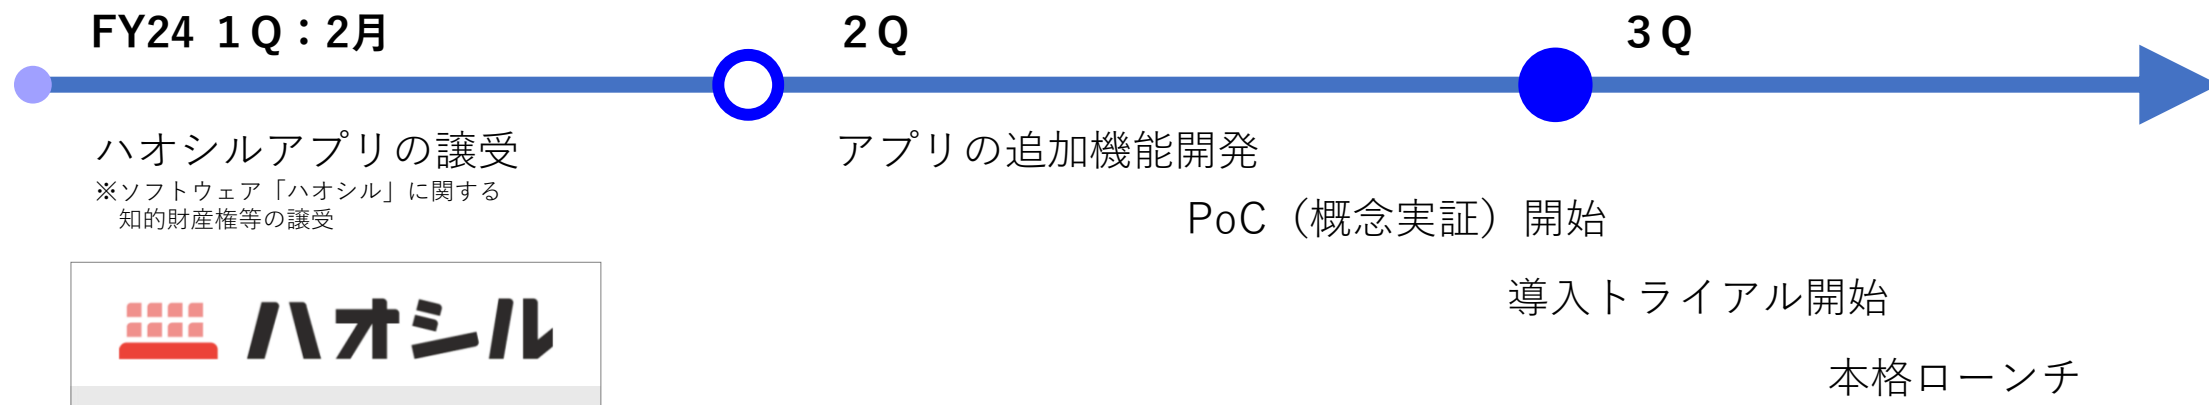 FY24 1Q：2月
2Q
3Q
ハオシルアプリの譲受
※ソフトウェア「ハオシル」に関する
知的財産権等の譲受
アプリの追加機能開発
PoC（概念実証）開始
導入トライアル開始
本格ローンチ
ハオシル